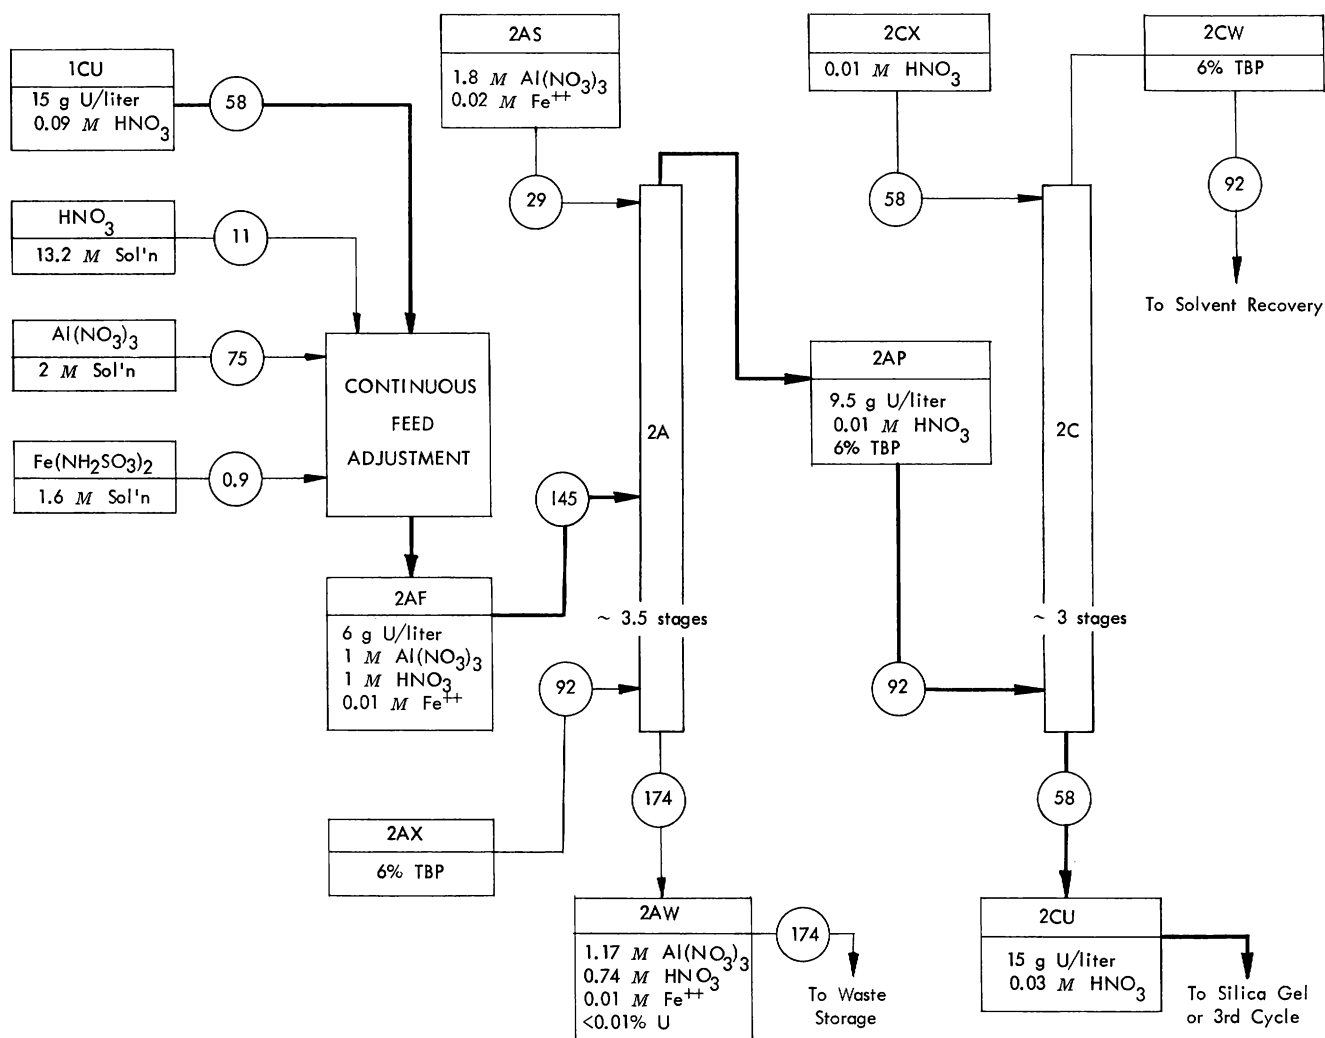 1CU
15 g U/liter
0.09 M HNO3
58
HNO3
13.2 M Sol'n
11
Al(NO3)3
2 M Sol'n
75
Fe(NH2SO3)2
1.6 M Sol'n
0.9
CONTINUOUS
FEED
ADJUSTMENT
2AF
6 g U/liter
1 M Al(NO3)3
1 M HNO3
0.01 M Fe++
145
2AX
6% TBP
92
2AS
1.8 M Al(NO3)3
0.02 M Fe++
29
2A
~ 3.5 stages
174
2AW
1.17 M Al(NO3)3
0.74 M HNO3
0.01 M Fe++
<0.01% U
174
To Waste
Storage
2AP
9.5 g U/liter
0.01 M HNO3
6% TBP
92
2CX
0.01 M HNO3
58
2C
~ 3 stages
2CW
6% TBP
92
To Solvent Recovery
58
2CU
15 g U/liter
0.03 M HNO3
To Silica Gel
or 3rd Cycle